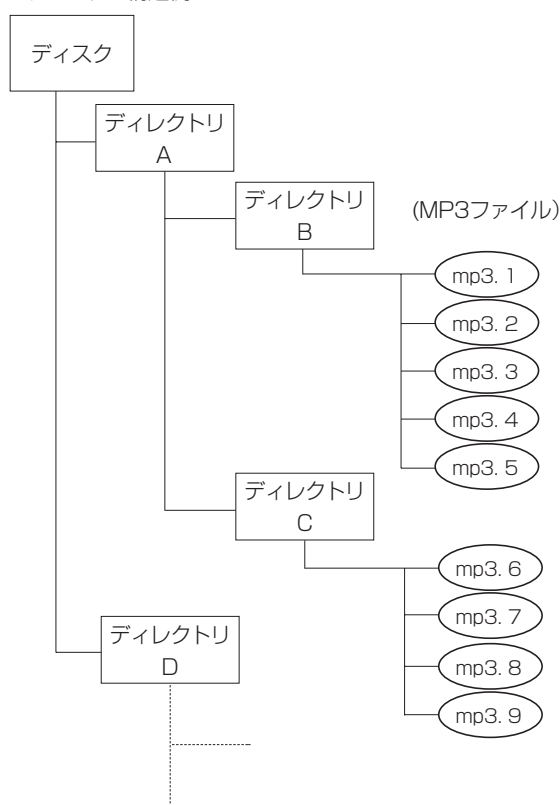 ディスク
ディレクトリ
A
ディレクトリ
B
(MP3ファイル)
mp3. 1
mp3. 2
mp3. 3
mp3. 4
mp3. 5
ディレクトリ
C
mp3. 6
mp3. 7
mp3. 8
mp3. 9
ディレクトリ
D